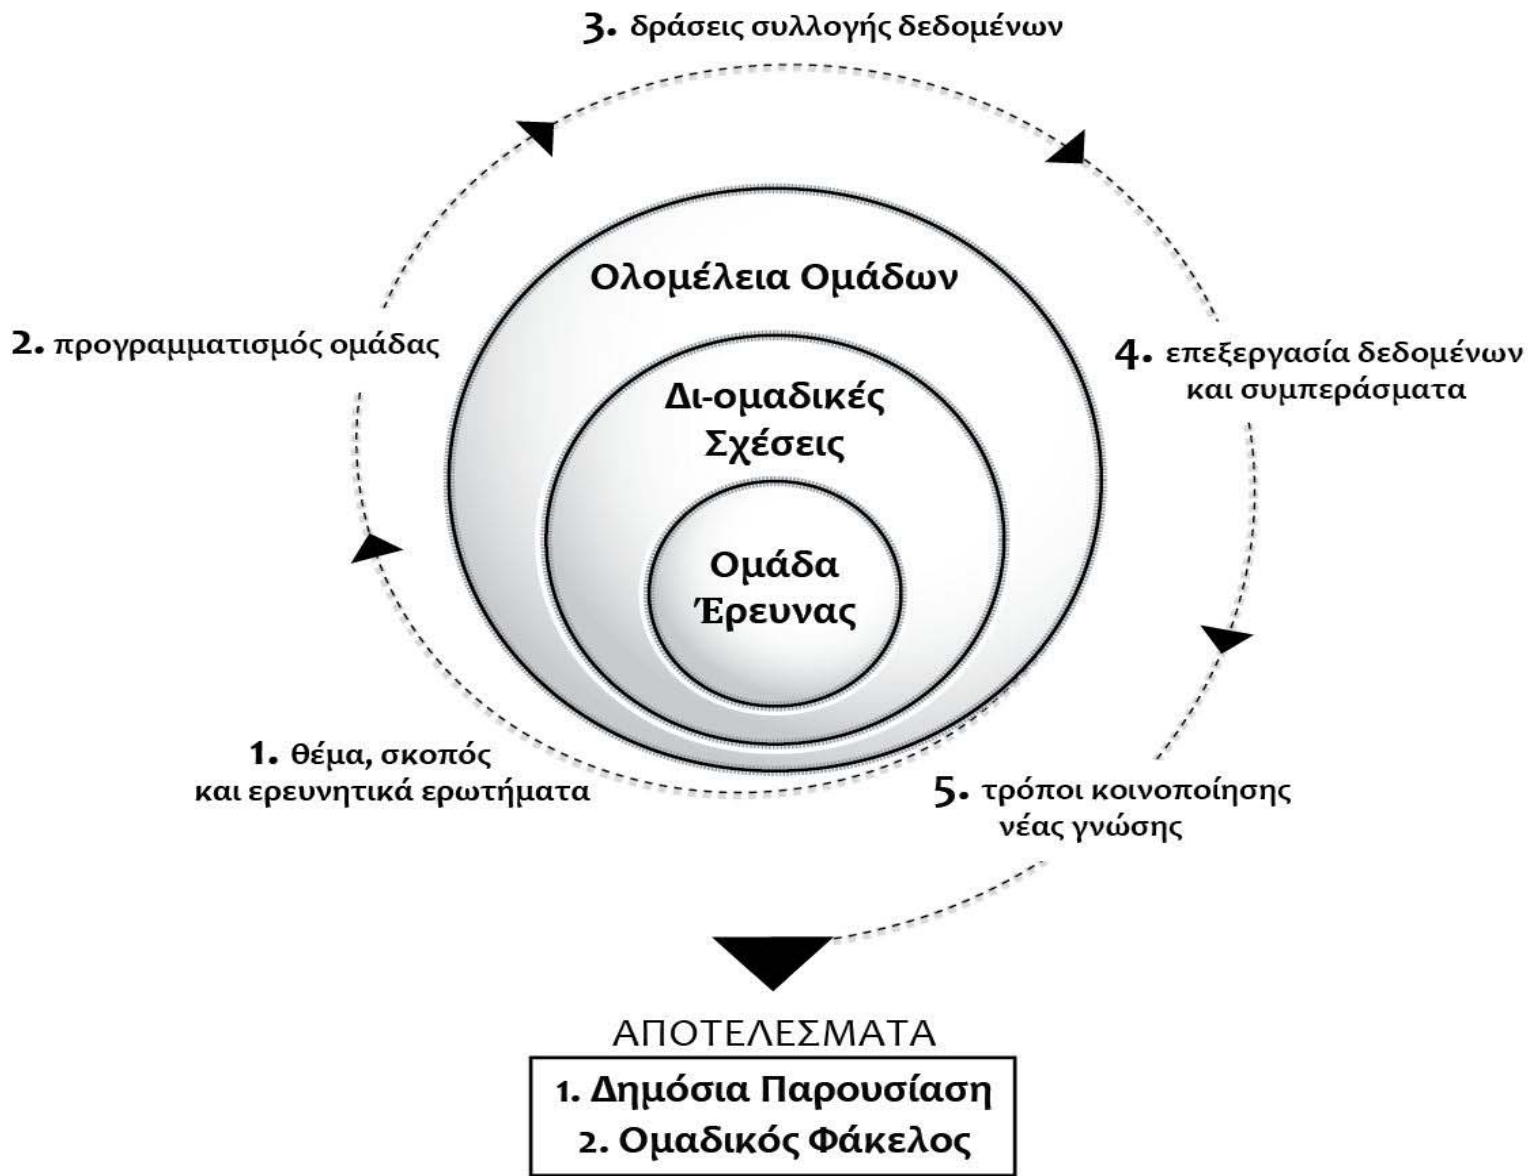 3. δράσεις συλλογής δεδομένων
Ολομέλεια Ομάδων
2. προγραμματισμός ομάδας
4. επεξεργασία δεδομένων
και συμπεράσματα
Δι-ομαδικές
Σχέσεις
Ομάδα
Έρευνας
1. θέμα, σκοπός
και ερευνητικά ερωτήματα
5. τρόποι κοινοποίησης
νέας γνώσης
ΑΠΟΤΕΛΕΣΜΑΤΑ
1. Δημόσια Παρουσίαση
2. Ομαδικός Φάκελος